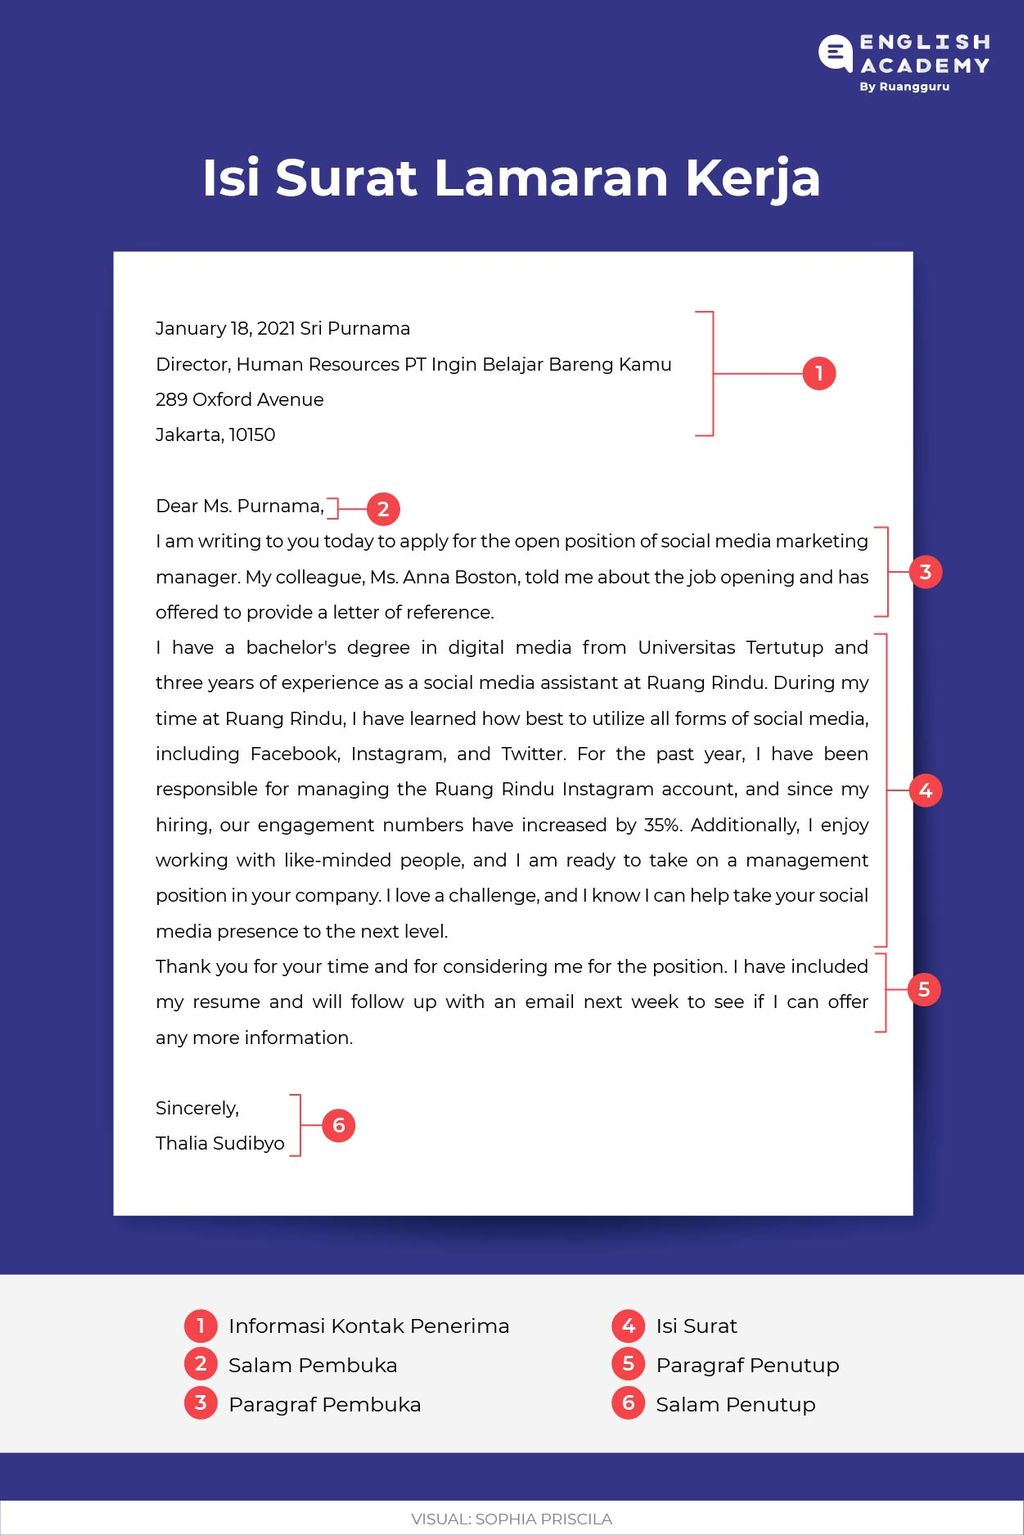 ENGLISH
ACADEMY
By Ruangguru
Isi Surat Lamaran Kerja
January 18, 2021 Sri Purnama
Director, Human Resources PT Ingin Belajar Bareng Kamu
289 Oxford Avenue
Jakarta, 10150
1
Dear Ms. Purnama,
2
I am writing to you today to apply for the open position of social media marketing
manager. My colleague, Ms. Anna Boston, told me about the job opening and has
offered to provide a letter of reference.
3
I have a bachelor's degree in digital media from Universitas Tertutup and
three years of experience as a social media assistant at Ruang Rindu. During my
time at Ruang Rindu, I have learned how best to utilize all forms of social media,
including Facebook, Instagram, and Twitter. For the past year, I have been
responsible for managing the Ruang Rindu Instagram account, and since my
hiring, our engagement numbers have increased by 35%. Additionally, I enjoy
working with like-minded people, and I am ready to take on a management
position in your company. I love a challenge, and I know I can help take your social
media presence to the next level.
4
Thank you for your time and for considering me for the position. I have included
my resume and will follow up with an email next week to see if I can offer
any more information.
5
Sincerely,
Thalia Sudibyo
6
1 Informasi Kontak Penerima
2 Salam Pembuka
3 Paragraf Pembuka
4 Isi Surat
5 Paragraf Penutup
6 Salam Penutup
VISUAL: SOPHIA PRISCILA